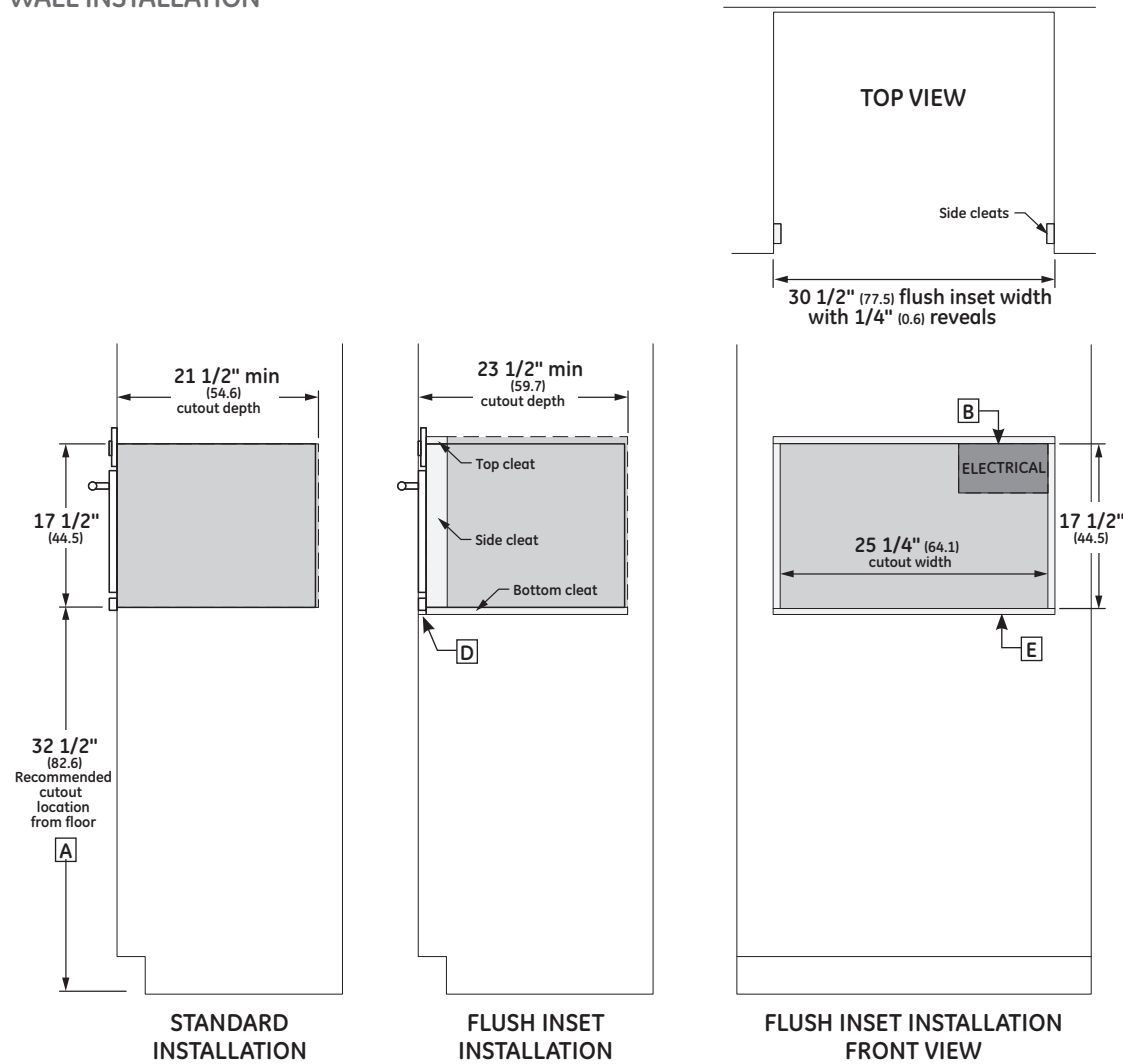 WALL INSTALLATION
TOP VIEW
Side cleats
30 1/2" (77.5) flush inset width
with 1/4" (0.6) reveals
21 1/2" min
(54.6)
cutout depth
17 1/2"
(44.5)
32 1/2"
(82.6)
Recommended
cutout
location
from floor
A
STANDARD
INSTALLATION
23 1/2" min
(59.7)
cutout depth
Top cleat
Side cleat
Bottom cleat
D
FLUSH INSET
INSTALLATION
B
ELECTRICAL
17 1/2"
(44.5)
25 1/4" (64.1)
cutout width
E
FLUSH INSET INSTALLATION
FRONT VIEW